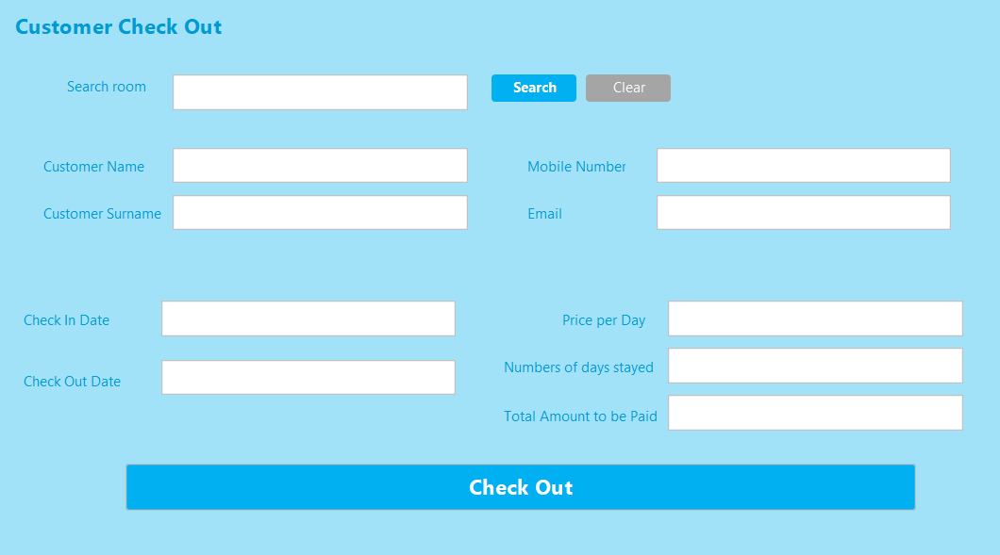 Customer Check Out
Search room
Search
Clear
Customer Name
Mobile Number
Customer Surname
Email
Check In Date
Price per Day
Numbers of days stayed
Check Out Date
Total Amount to be Paid
Check Out